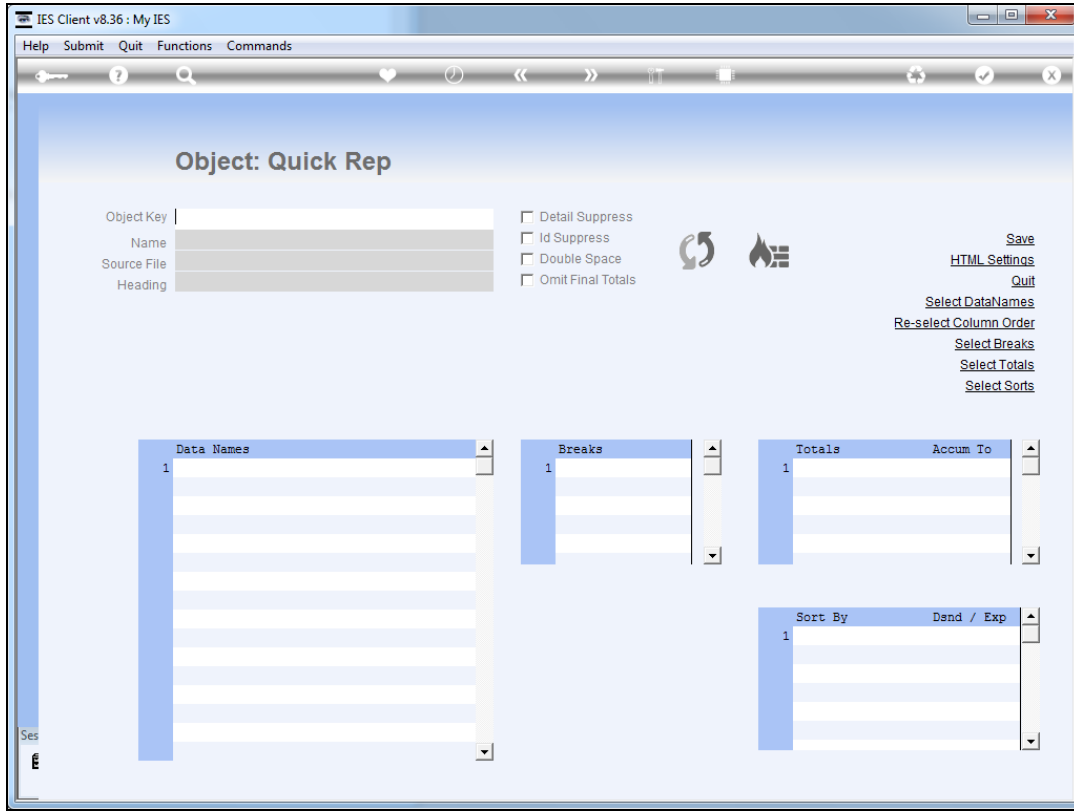 IES Client v8.36 : My IES
Help Submit Quit Functions Commands
Object: Quick Rep
Object Key
Name
Source File
Heading
Detail Suppress
Id Suppress
Double Space
Omit Final Totals
Save
HTML Settings
Quit
Select DataNames
Re-select Column Order
Select Breaks
Select Totals
Select Sorts
Data Names
1
Breaks
1
Totals Accum To
1
Sort By Dsnd / Exp
1
Ses